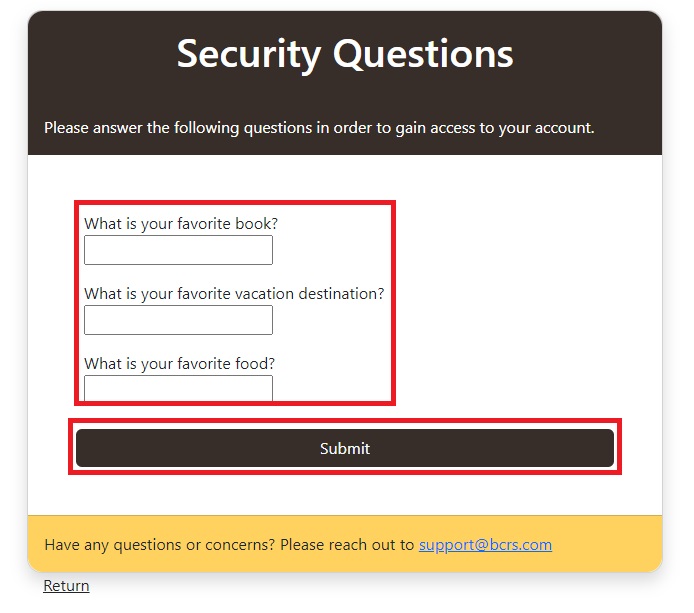 Security Questions
Please answer the following questions in order to gain access to your account.
What is your favorite book?
What is your favorite vacation destination?
What is your favorite food?
Submit
Have any questions or concerns? Please reach out to support@bcrs.com
Return